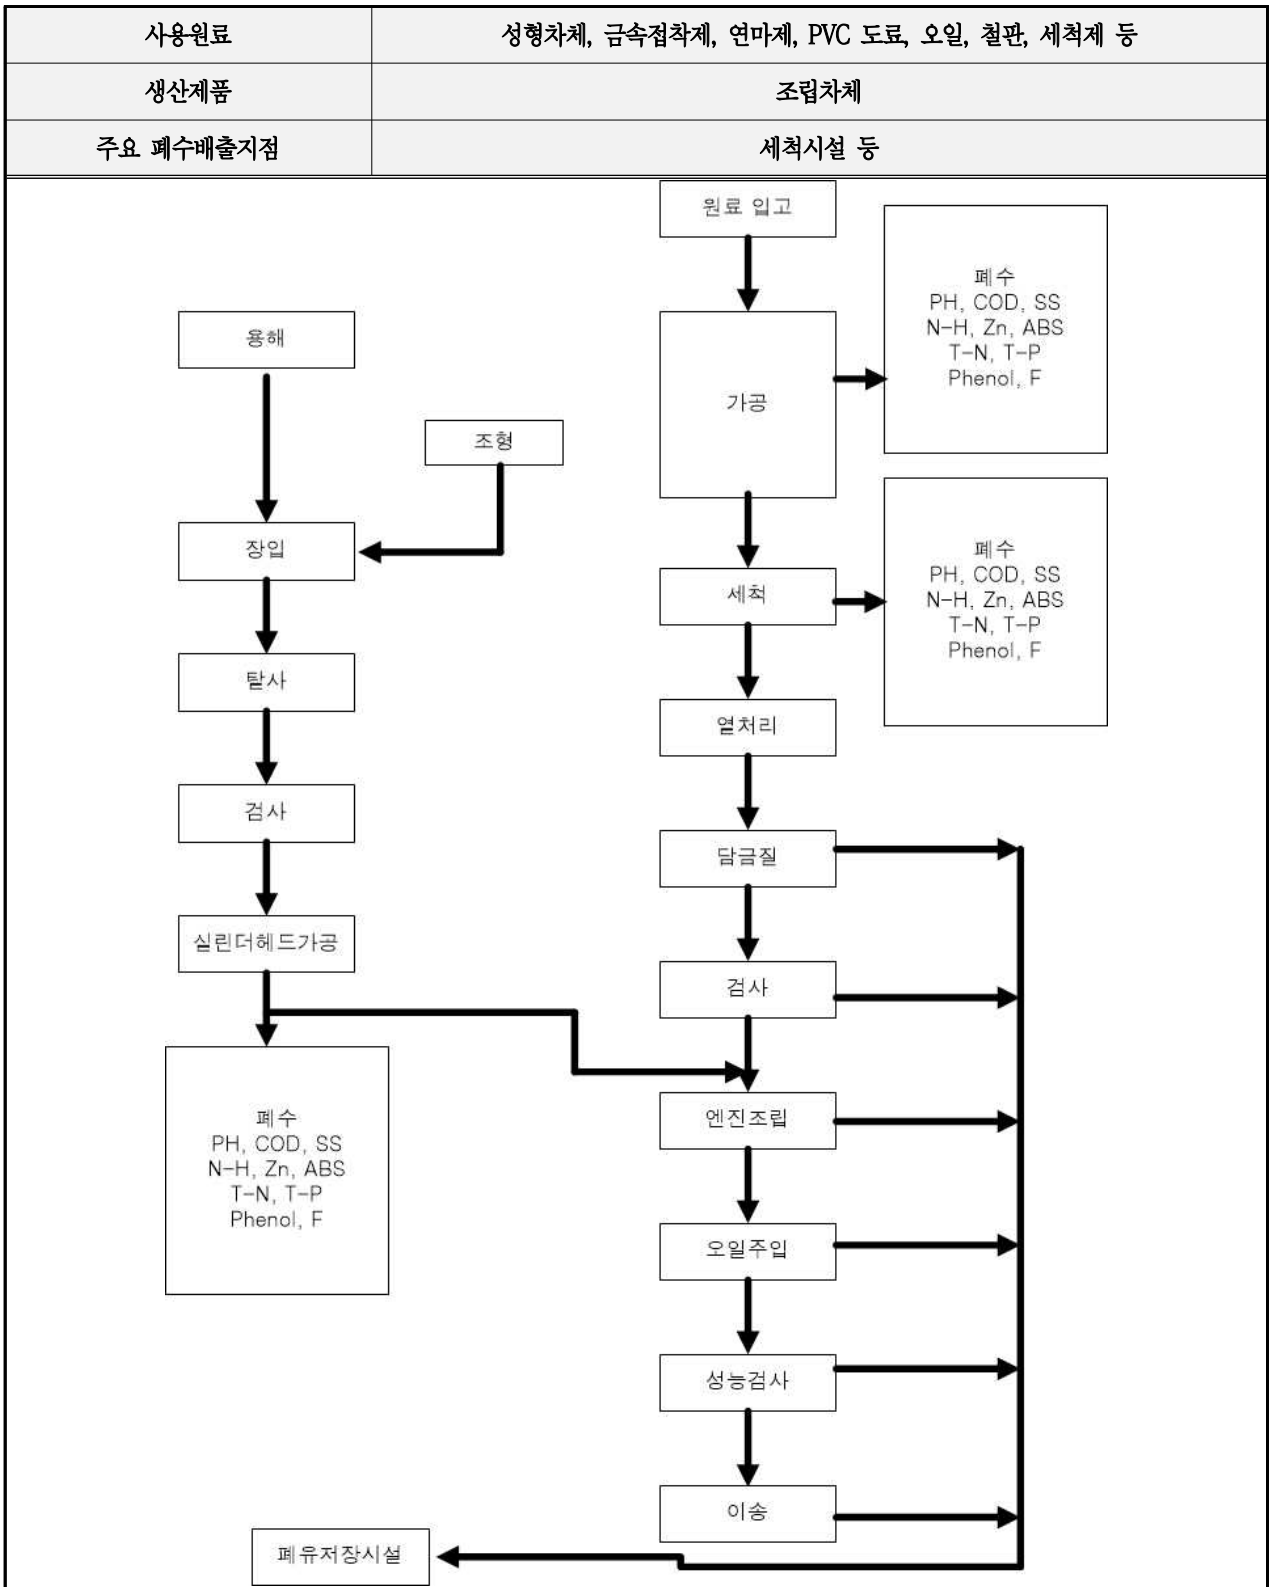 사용원료 성형차체, 금속접착제, 연마제, PVC 도료, 오일, 철판, 세척제 등
생산제품 조립차체
주요 폐수배출지점 세척시설 등
원료 입고
폐수
PH, COD, SS
N-H, Zn, ABS
T-N, T-P
Phenol, F
용해
가공
조형
장입
폐수
PH, COD, SS
N-H, Zn, ABS
T-N, T-P
Phenol, F
세척
탈사
열처리
검사
담금질
실린더헤드가공
검사
폐수
PH, COD, SS
N-H, Zn, ABS
T-N, T-P
Phenol, F
엔진조립
오일주입
성능검사
이송
폐유저장시설